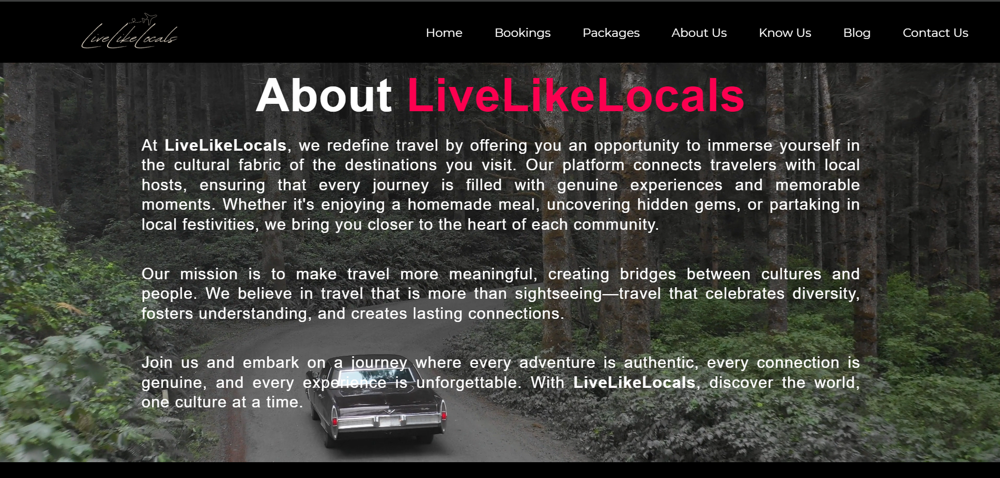 LiveLikeLocals
Home Bookings Packages About Us Know Us Blog Contact Us
About LiveLikeLocals
At LiveLikeLocals, we redefine travel by offering you an opportunity to immerse yourself in
the cultural fabric of the destinations you visit. Our platform connects travelers with local
hosts, ensuring that every journey is filled with genuine experiences and memorable
moments. Whether it's enjoying a homemade meal, uncovering hidden gems, or partaking in
local festivities, we bring you closer to the heart of each community.
Our mission is to make travel more meaningful, creating bridges between cultures and
people. We believe in travel that is more than sightseeing—travel that celebrates diversity,
fosters understanding, and creates lasting connections.
Join us and embark on a journey where every adventure is authentic, every connection is
genuine, and every experience is unforgettable. With LiveLikeLocals, discover the world,
one culture at a time.